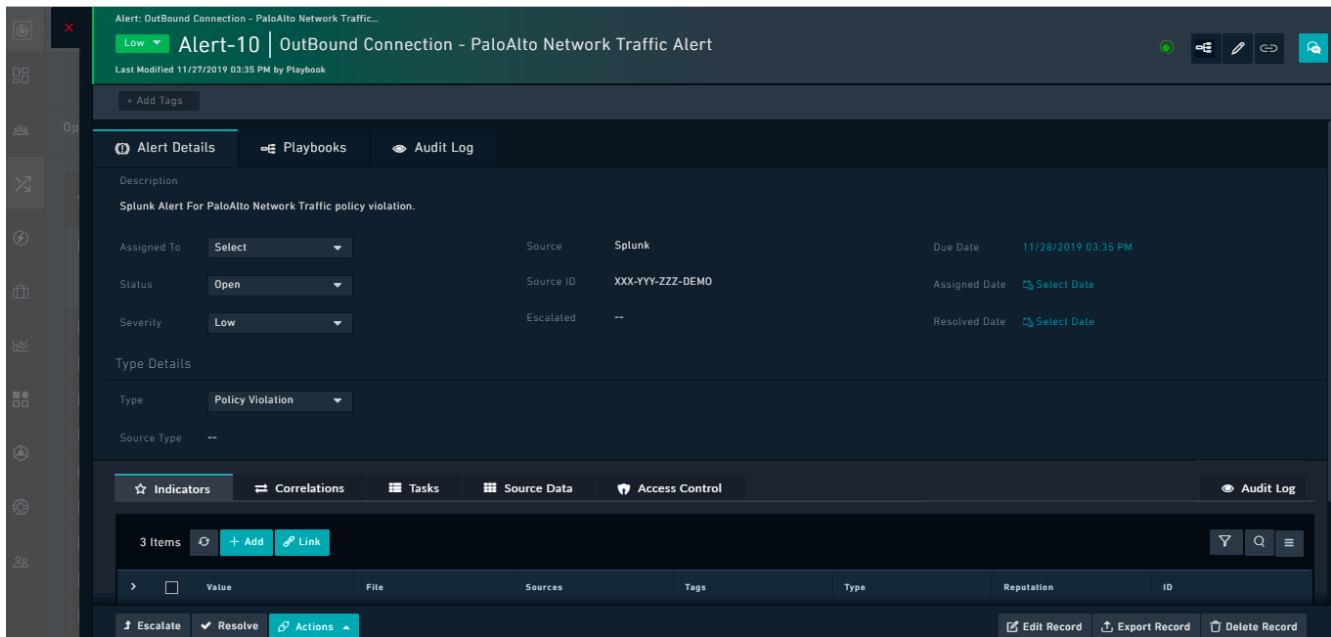 Alert: OutBound Connection - PaloAlto Network Traffic...
Low Alert-10 | OutBound Connection - PaloAlto Network Traffic Alert
Last Modified 11/27/2019 03:35 PM by Playbook
+ Add Tags
Op
Alert Details Playbooks Audit Log
Description
Splunk Alert For PaloAlto Network Traffic policy violation.
Assigned To Select Source Splunk Due Date 11/28/2019 03:35 PM
Status Open Source ID XXX-YYY-ZZZ-DEMO Assigned Date Select Date
Severity Low Escalated -- Resolved Date Select Date
Type Details
Type Policy Violation
Source Type --
Indicators Correlations Tasks Source Data Access Control Audit Log
3 Items + Add Link
Value File Sources Tags Type Reputation ID
Escalate Resolve Actions Edit Record Export Record Delete Record